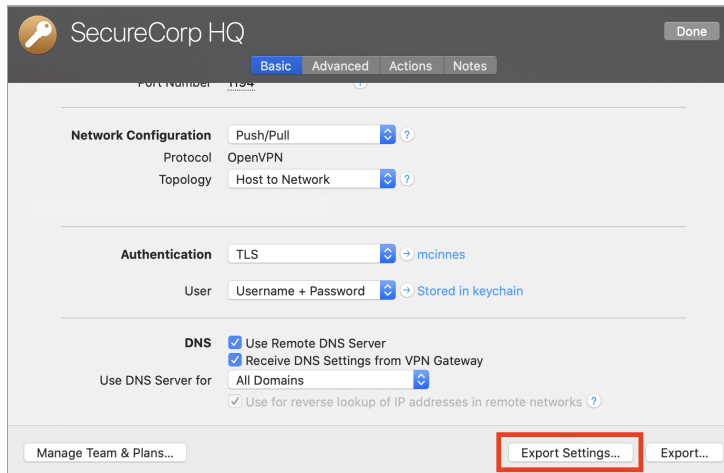 SecureCorp HQ
Done
Basic Advanced Actions Notes
Port Number 1194 ?
Network Configuration Push/Pull ?
Protocol OpenVPN
Topology Host to Network ?
Authentication TLS mcinnes
User Username + Password Stored in keychain
DNS Use Remote DNS Server
Receive DNS Settings from VPN Gateway
Use DNS Server for All Domains
Use for reverse lookup of IP addresses in remote networks ?
Manage Team & Plans... Export Settings... Export...